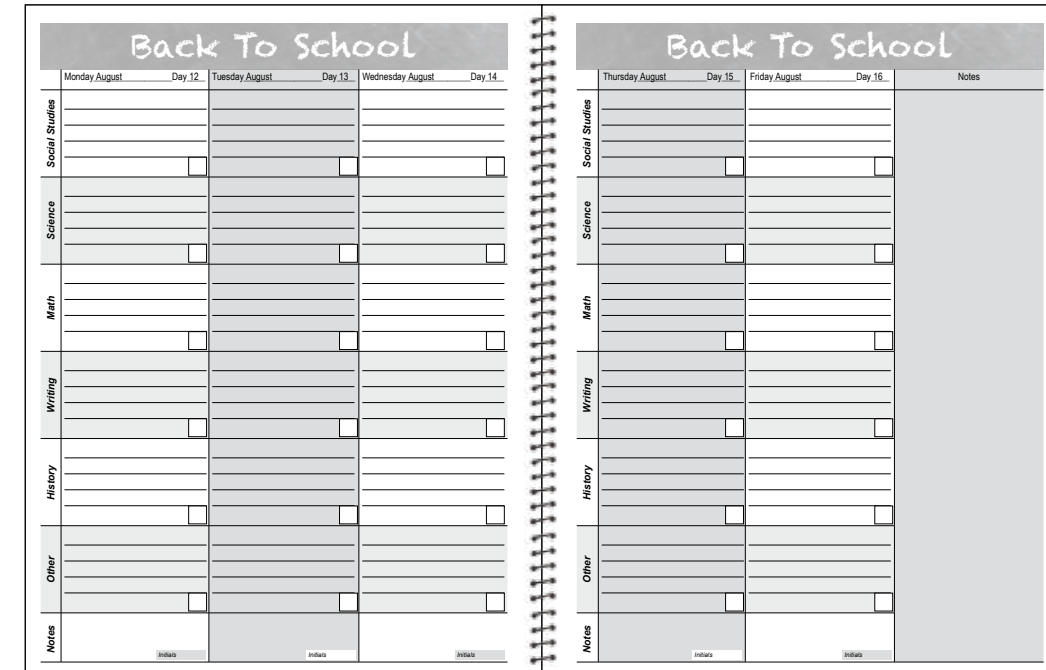 Back To School
Monday August Day 12 Tuesday August Day 13 Wednesday August Day 14
Social Studies
Science
Math
Writing
History
Other
Notes
Initials Initials Initials
Back To School
Thursday August Day 15 Friday August Day 16 Notes
Social Studies
Science
Math
Writing
History
Other
Notes
Initials Initials